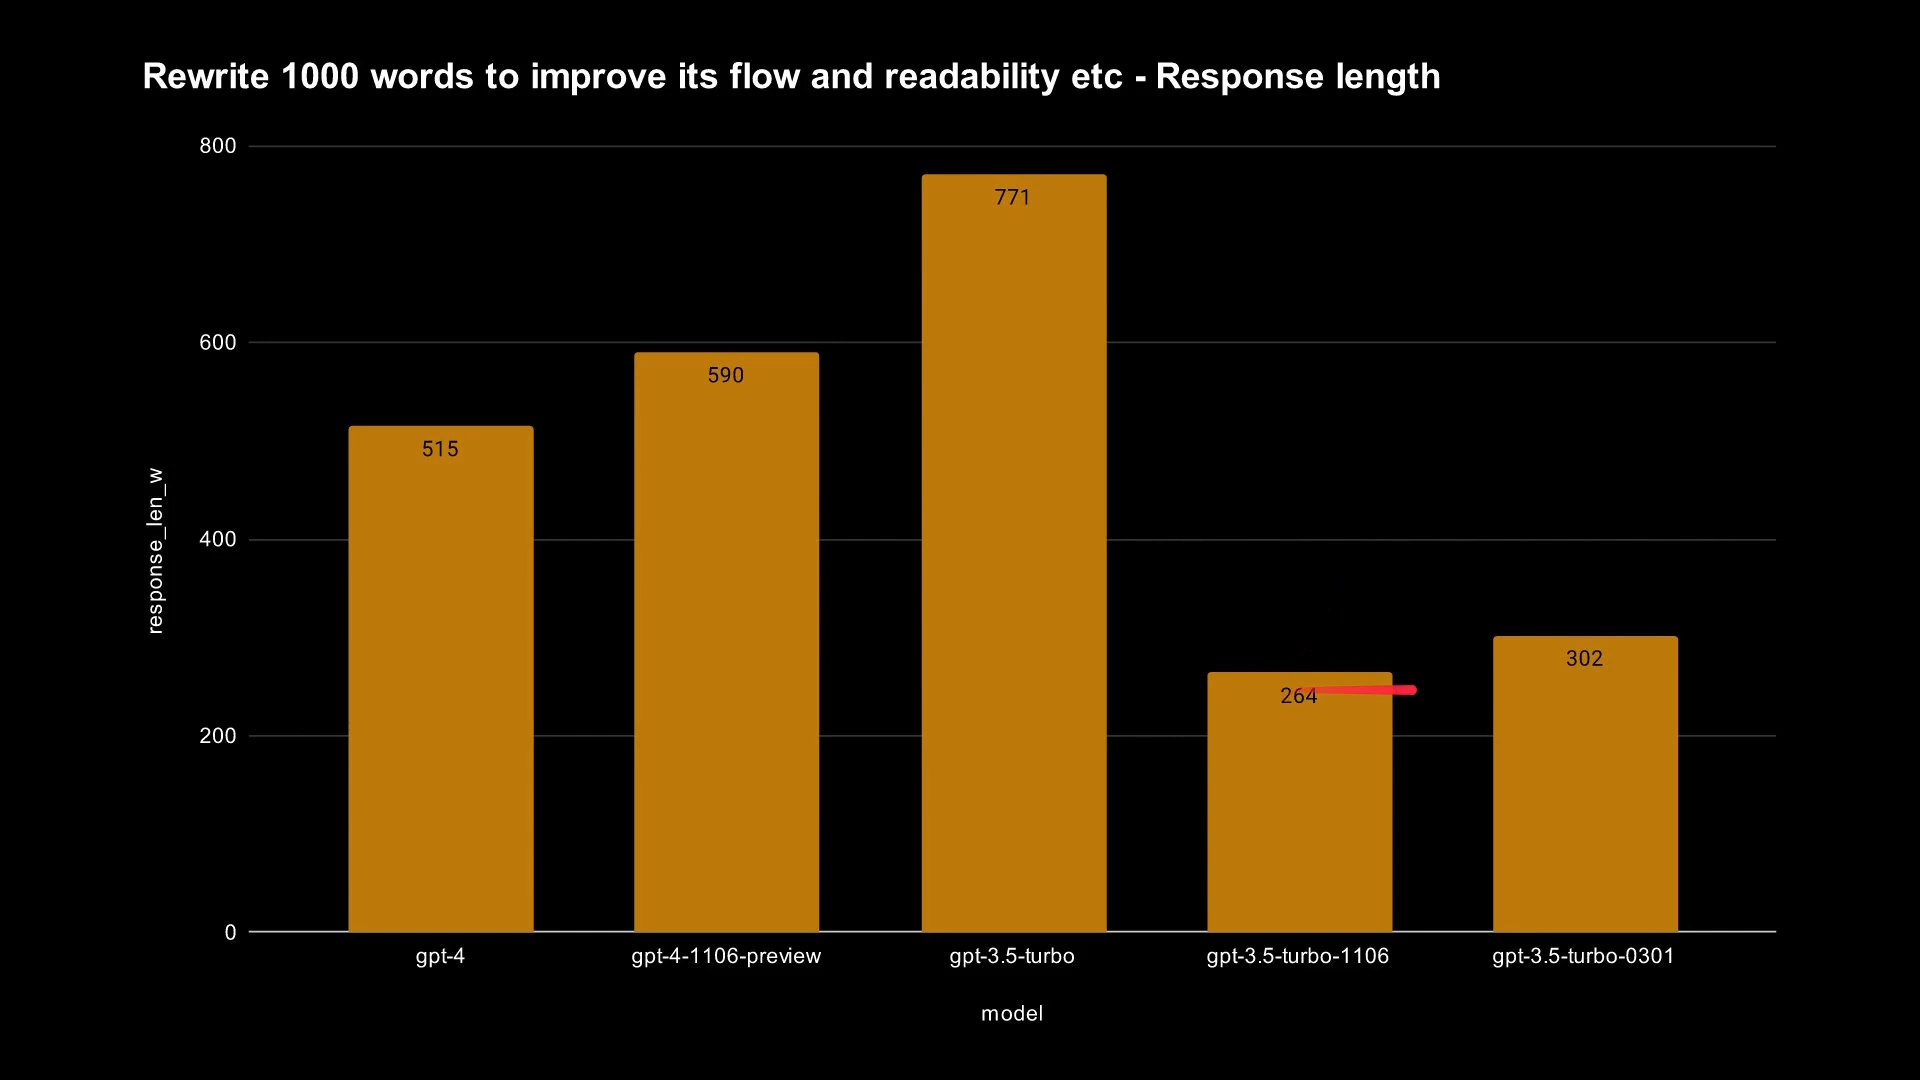 Rewrite 1000 words to improve its flow and readability etc - Response length
800
600
400
200
0
response_len_w
515
590
771
264
302
gpt-4
gpt-4-1106-preview
gpt-3.5-turbo
gpt-3.5-turbo-1106
gpt-3.5-turbo-0301
model